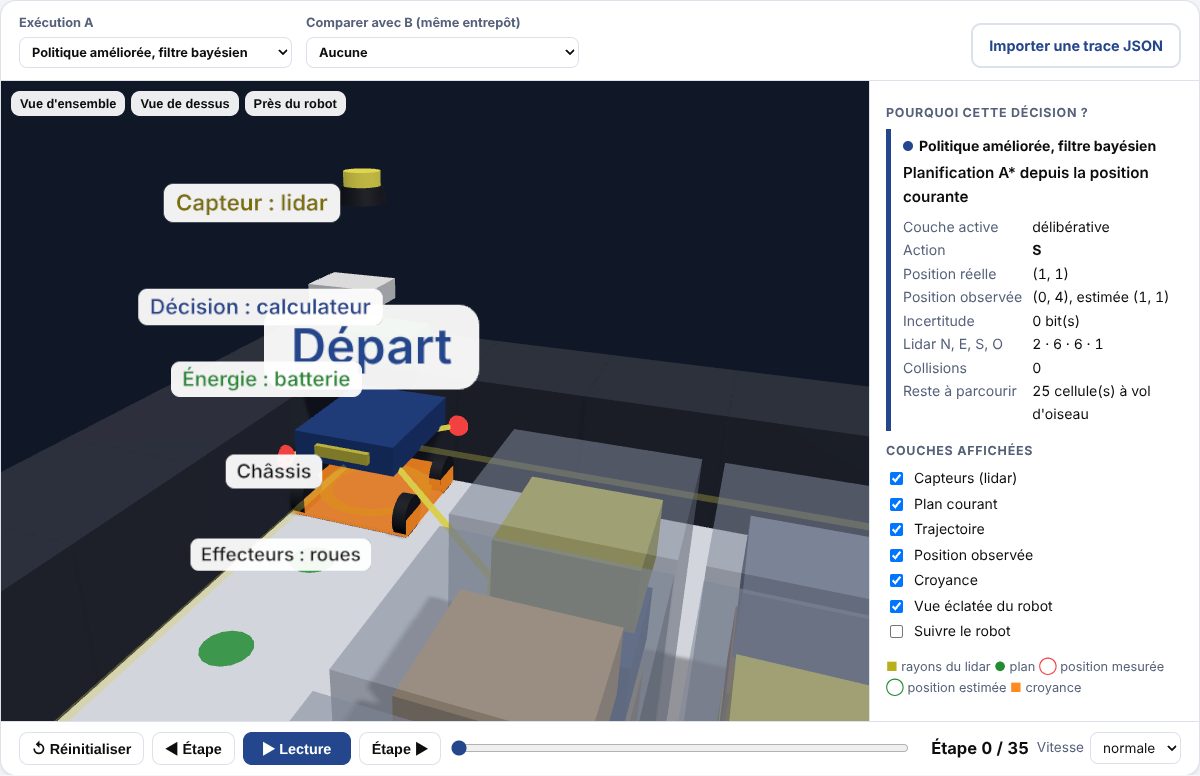 Exécution A
Comparer avec B (même entrepôt)
Politique améliorée, filtre bayésien
Aucune
Importer une trace JSON
Vue d'ensemble
Vue de dessus
Près du robot
Capteur : lidar
Décision : calculateur
Départ
Énergie : batterie
Châssis
Effecteurs : roues
POURQUOI CETTE DÉCISION ?
Politique améliorée, filtre bayésien
Planification A* depuis la position
courante
Couche active délibérative
Action S
Position réelle (1, 1)
Position observée (0, 4), estimée (1, 1)
Incertitude 0 bit(s)
Lidar N, E, S, O 2 · 6 · 6 · 1
Collisions 0
Reste à parcourir 25 cellule(s) à vol
d'oiseau
COUCHES AFFICHÉES
Capteurs (lidar)
Plan courant
Trajectoire
Position observée
Croyance
Vue éclatée du robot
Suivre le robot
rayons du lidar plan position mesurée
position estimée croyance
↺ Réinitialiser
◀ Étape
▶ Lecture
Étape ▶
Étape 0 / 35
Vitesse
normale